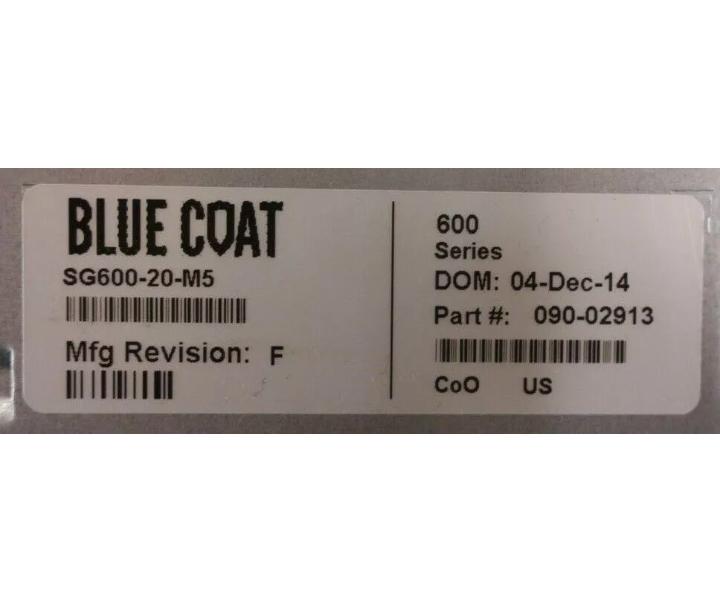 BLUE COAT
SG600-20-M5
Mfg Revision: F
600
Series
DOM: 04-Dec-14
Part #: 090-02913
CoO US